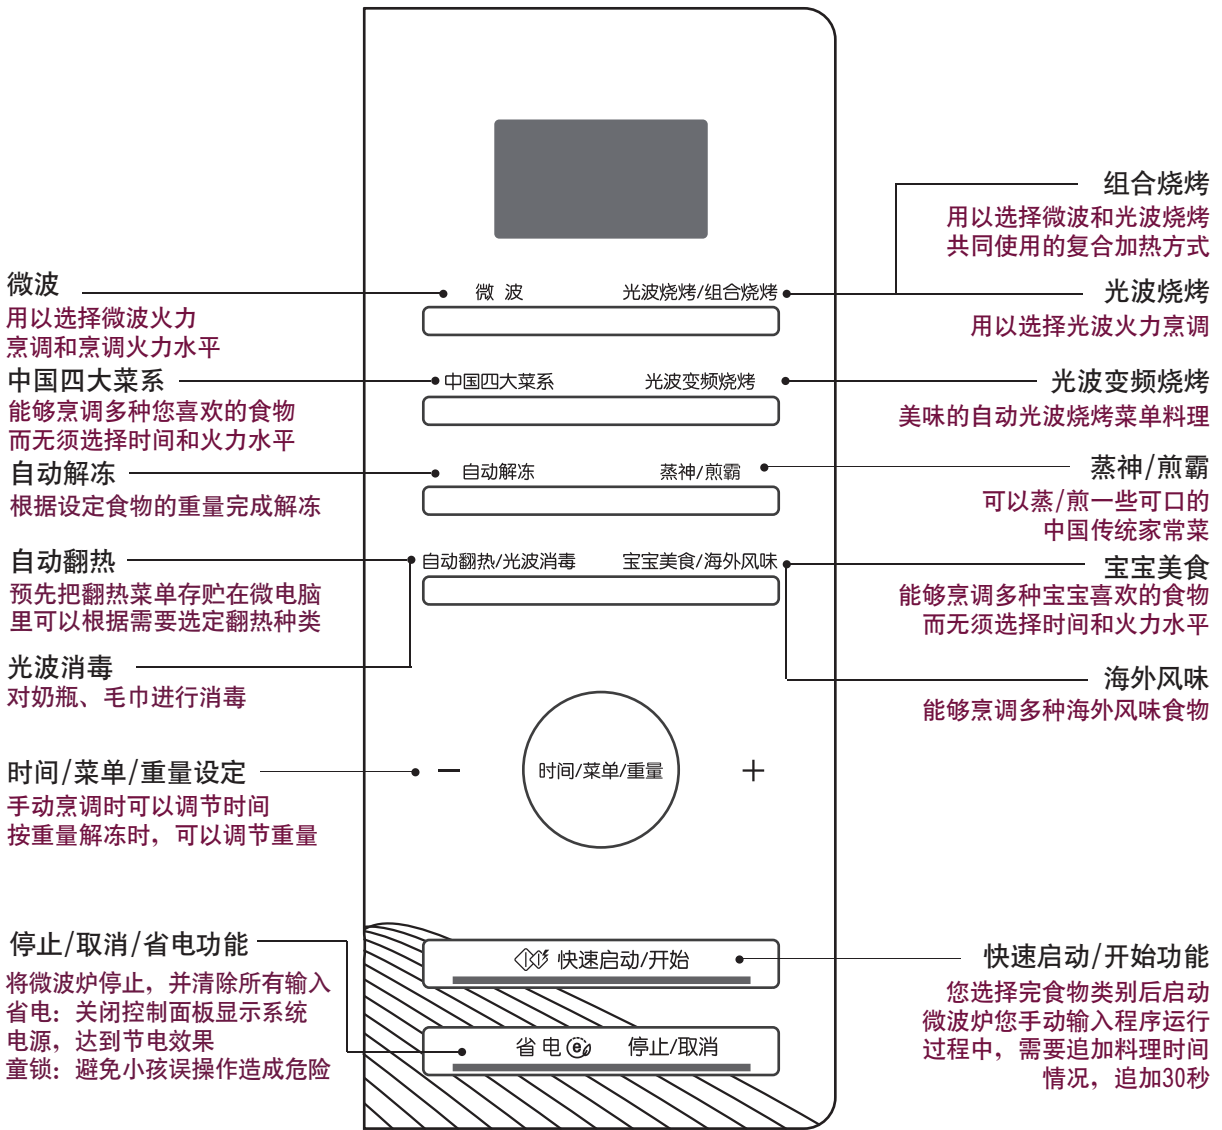 微波
用以选择微波火力
烹调和烹调火力水平
中国四大菜系
能够烹调多种您喜欢的食物
而无须选择时间和火力水平
自动解冻
根据设定食物的重量完成解冻
自动翻热
预先把翻热菜单存贮在微电脑
里可以根据需要选定翻热种类
光波消毒
对奶瓶、毛巾进行消毒
时间/菜单/重量设定
手动烹调时可以调节时间
按重量解冻时，可以调节重量
停止/取消/省电功能
将微波炉停止，并清除所有输入
省电：关闭控制面板显示系统
电源，达到节电效果
童锁：避免小孩误操作造成危险
微 波 光波烧烤/组合烧烤
中国四大菜系 光波变频烧烤
自动解冻 蒸神/煎霸
自动翻热/光波消毒 宝宝美食/海外风味
− 时间/菜单/重量 +
快速启动/开始
省 电 e 停止/取消
组合烧烤
用以选择微波和光波烧烤
共同使用的复合加热方式
光波烧烤
用以选择光波火力烹调
光波变频烧烤
美味的自动光波烧烤菜单料理
蒸神/煎霸
可以蒸/煎一些可口的
中国传统家常菜
宝宝美食
能够烹调多种宝宝喜欢的食物
而无须选择时间和火力水平
海外风味
能够烹调多种海外风味食物
快速启动/开始功能
您选择完食物类别后启动
微波炉您手动输入程序运行
过程中，需要追加料理时间
情况，追加30秒